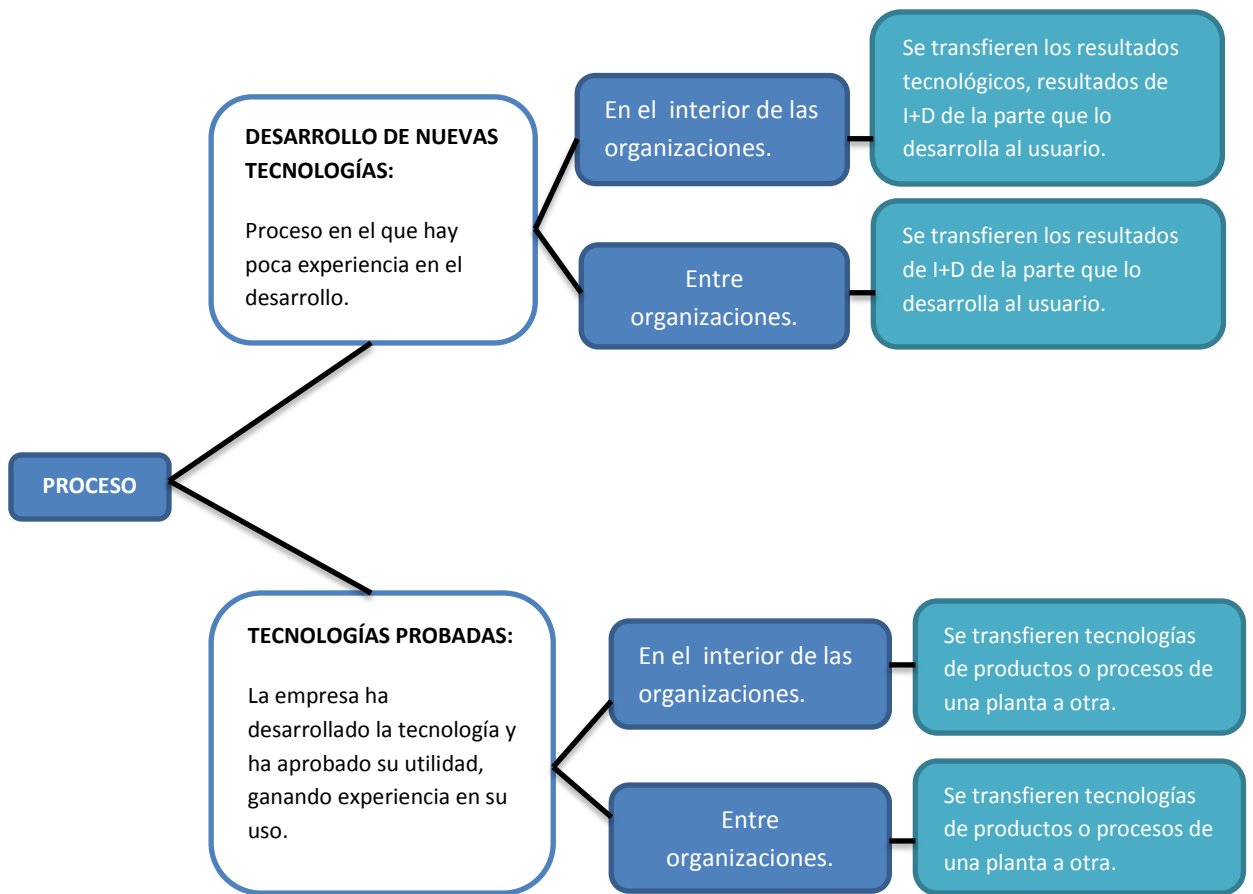 PROCESO
DESARROLLO DE NUEVAS
TECNOLOGÍAS:
Proceso en el que hay
poca experiencia en el
desarrollo.
En el interior de las
organizaciones.
Se transfieren los resultados
tecnológicos, resultados de
I+D de la parte que lo
desarrolla al usuario.
Entre
organizaciones.
Se transfieren los resultados
de I+D de la parte que lo
desarrolla al usuario.
TECNOLOGÍAS PROBADAS:
La empresa ha
desarrollado la tecnología y
ha aprobado su utilidad,
ganando experiencia en su
uso.
En el interior de las
organizaciones.
Se transfieren tecnologías
de productos o procesos de
una planta a otra.
Entre
organizaciones.
Se transfieren tecnologías
de productos o procesos de
una planta a otra.